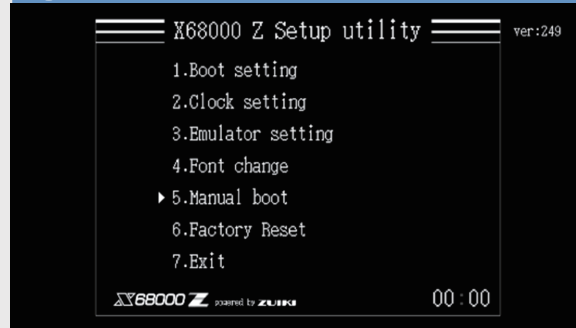 X68000 Z Setup utility
ver:249
1.Boot setting
2.Clock setting
3.Emulator setting
4.Font change
5.Manual boot
6.Factory Reset
7.Exit
X68000 Z powered by ZUIKI
00:00